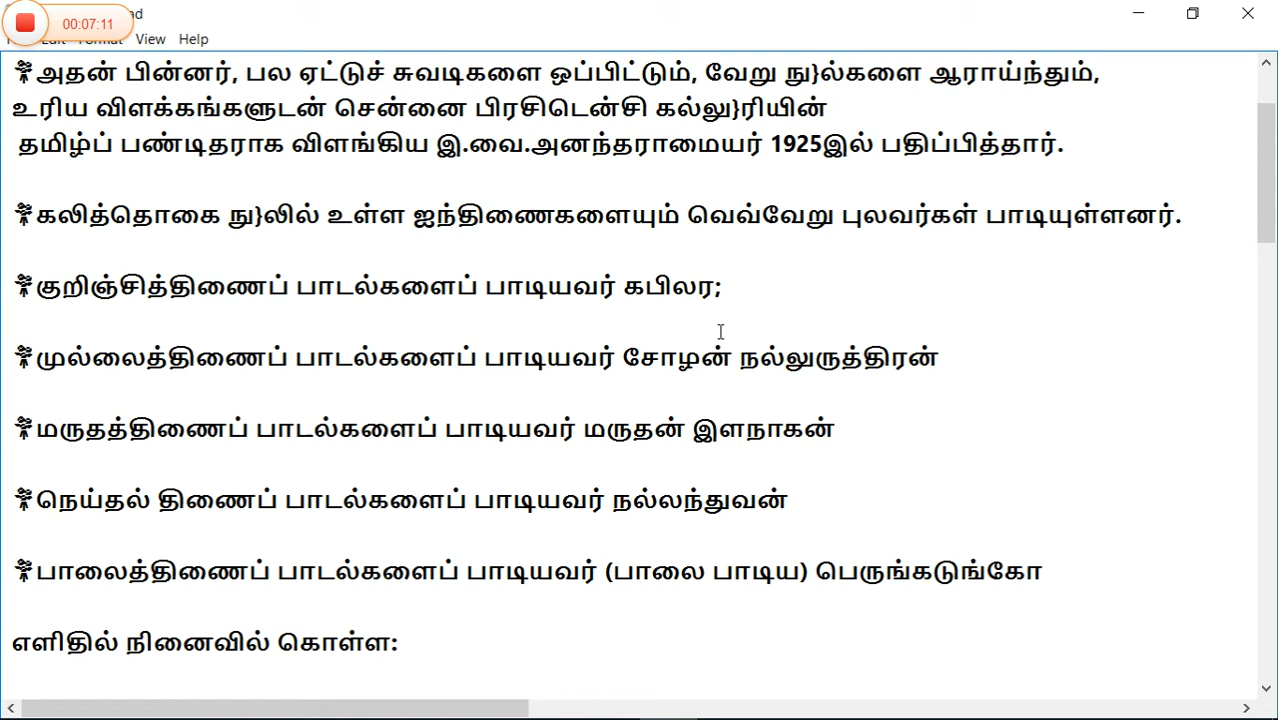 00:07:11
View Help
அதன் பின்னர், பல ஏட்டுச் சுவடிகளை ஒப்பிட்டும், வேறு நு}ல்களை ஆராய்ந்தும்,
உரிய விளக்கங்களுடன் சென்னை பிரசிடென்சி கல்லு}ரியின்
தமிழ்ப் பண்டிதராக விளங்கிய இ.வை.அனந்தராமையர் 1925இல் பதிப்பித்தார்.
கலித்தொகை நு}லில் உள்ள ஐந்திணைகளையும் வெவ்வேறு புலவர்கள் பாடியுள்ளனர்.
குறிஞ்சித்திணைப் பாடல்களைப் பாடியவர் கபிலர;
முல்லைத்திணைப் பாடல்களைப் பாடியவர் சோழன் நல்லுருத்திரன்
மருதத்திணைப் பாடல்களைப் பாடியவர் மருதன் இளநாகன்
நெய்தல் திணைப் பாடல்களைப் பாடியவர் நல்லந்துவன்
பாலைத்திணைப் பாடல்களைப் பாடியவர் (பாலை பாடிய) பெருங்கடுங்கோ
எளிதில் நினைவில் கொள்ள: